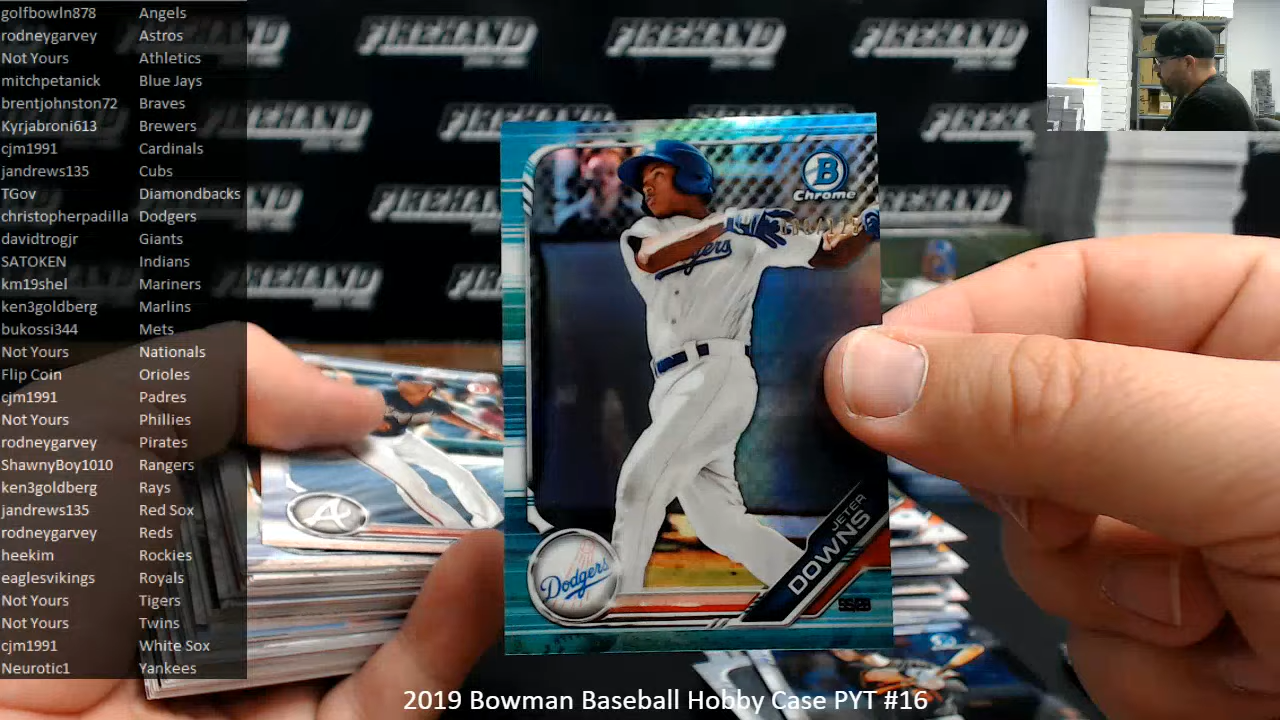 golfbowln878 Angels
rodneygarvey Astros
Not Yours Athletics
mitchpetanick Blue Jays
brentjohnston72 Braves
Kyrjabroni613 Brewers
cjm1991 Cardinals
jandrews135 Cubs
TGov Diamondbacks
christopherpadilla Dodgers
davidtrogjr Giants
SATOKEN Indians
km19shel Mariners
ken3goldberg Marlins
bukossi344 Mets
Not Yours Nationals
Flip Coin Orioles
cjm1991 Padres
Not Yours Phillies
rodneygarvey Pirates
ShawnyBoy1010 Rangers
ken3goldberg Rays
jandrews135 Red Sox
rodneygarvey Reds
heekim Rockies
eaglesvikings Royals
Not Yours Tigers
Not Yours Twins
cjm1991 White Sox
Neurotic1 Yankees
FIREHAND FIREHAND FIREHAND
B
Chrome
Dodgers
JETER
DOWNS
Dodgers
A
2019 Bowman Baseball Hobby Case PYT #16